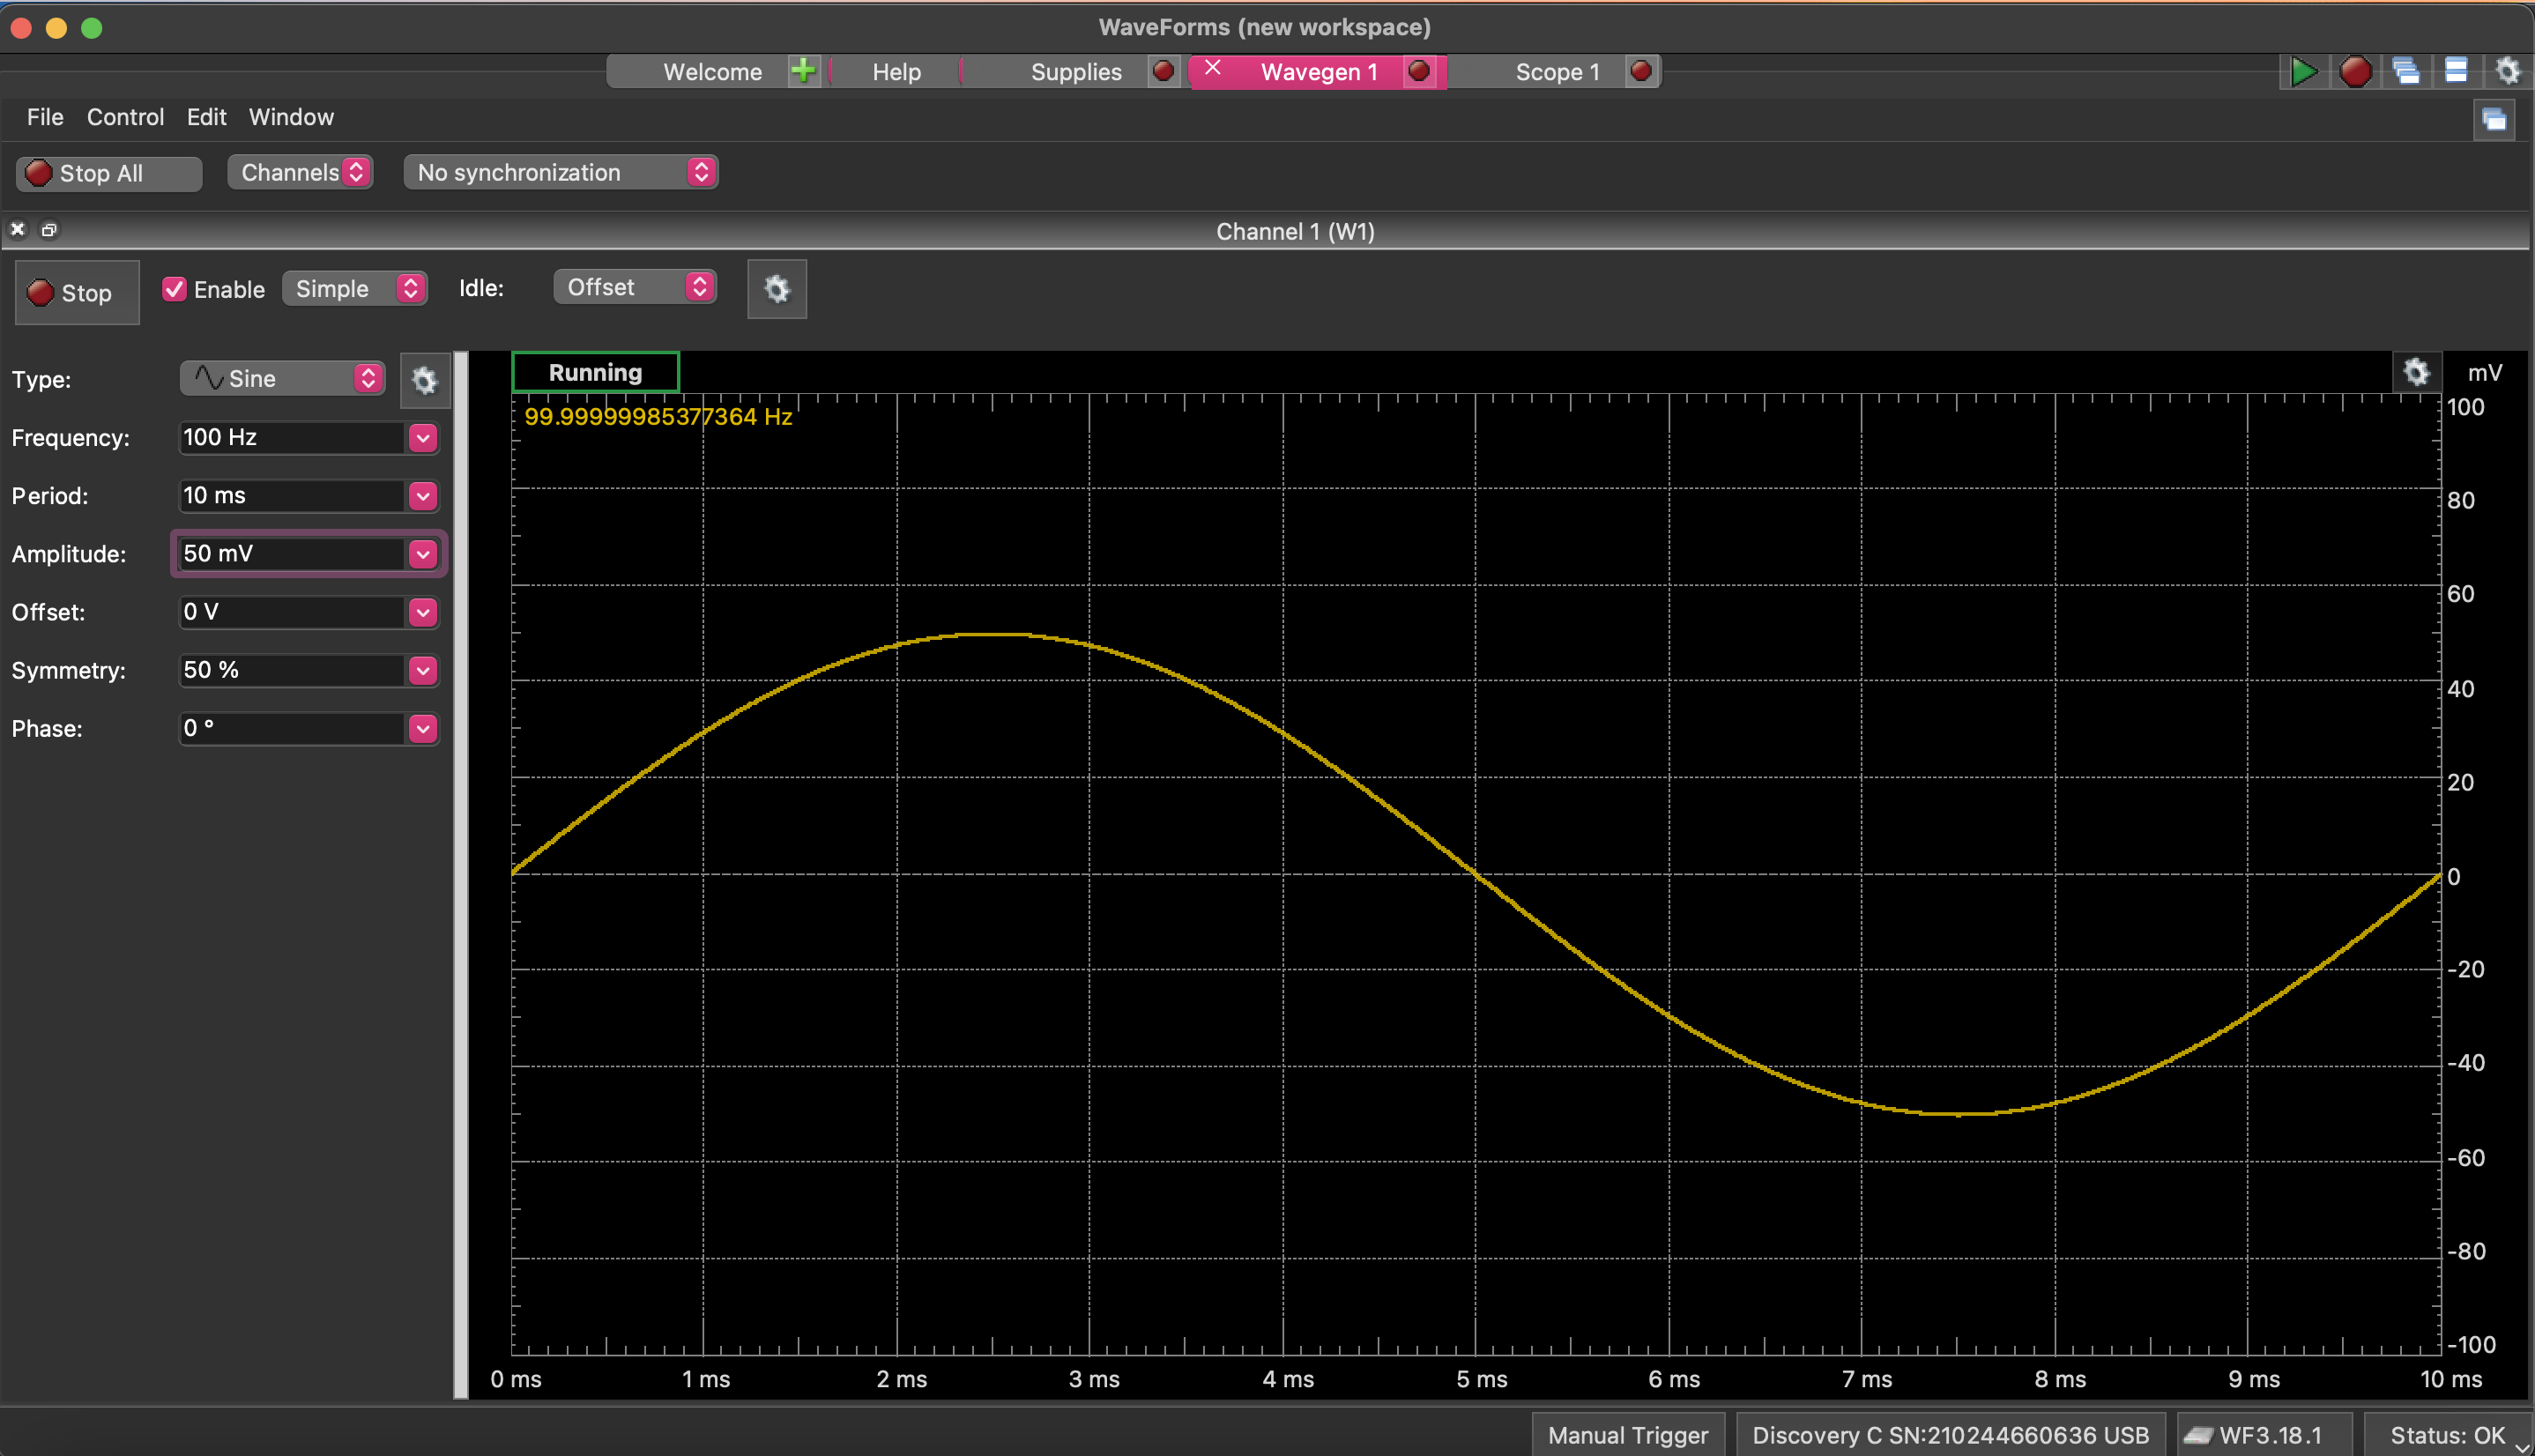 WaveForms (new workspace)
Welcome Help Supplies Wavegen 1 Scope 1
File Control Edit Window
Stop All Channels No synchronization
Channel 1 (W1)
Stop Enable Simple Idle: Offset
Type: Sine
Frequency: 100 Hz
Period: 10 ms
Amplitude: 50 mV
Offset: 0 V
Symmetry: 50 %
Phase: 0 °
Running mV
99.99999985377364 Hz
100
80
60
40
20
0
-20
-40
-60
-80
-100
0 ms 1 ms 2 ms 3 ms 4 ms 5 ms 6 ms 7 ms 8 ms 9 ms 10 ms
Manual Trigger Discovery C SN:210244660636 USB WF3.18.1 Status: OK